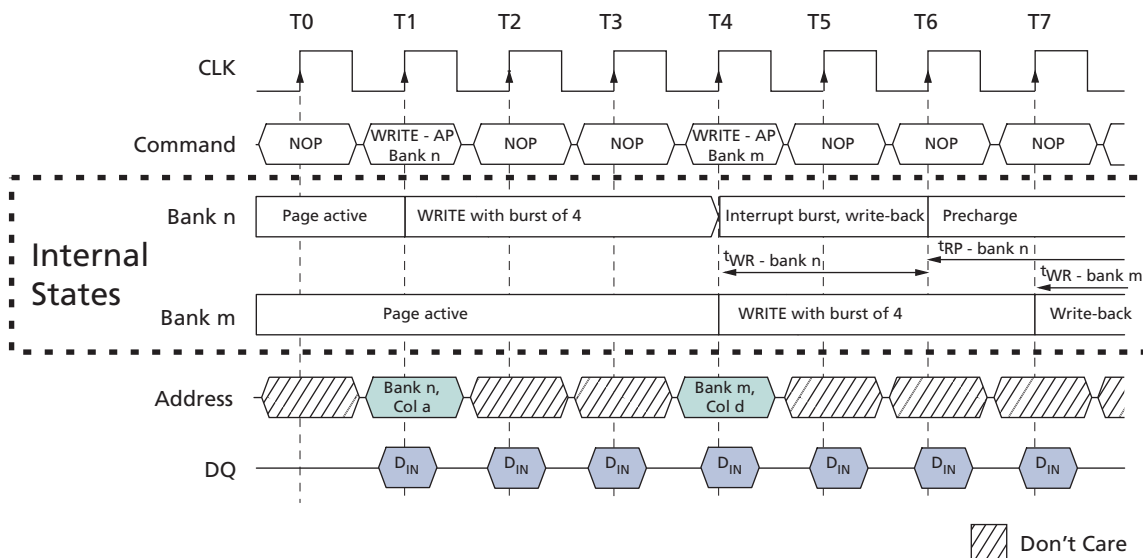 T0 T1 T2 T3 T4 T5 T6 T7
CLK
Command NOP WRITE - AP Bank n NOP NOP WRITE - AP Bank m NOP NOP NOP
Internal States
Bank n Page active WRITE with burst of 4 Interrupt burst, write-back Precharge
tWR - bank n tRP - bank n
tWR - bank m
Bank m Page active WRITE with burst of 4 Write-back
Address Bank n, Col a Bank m, Col d
DQ DIN DIN DIN DIN DIN DIN DIN
Don't Care